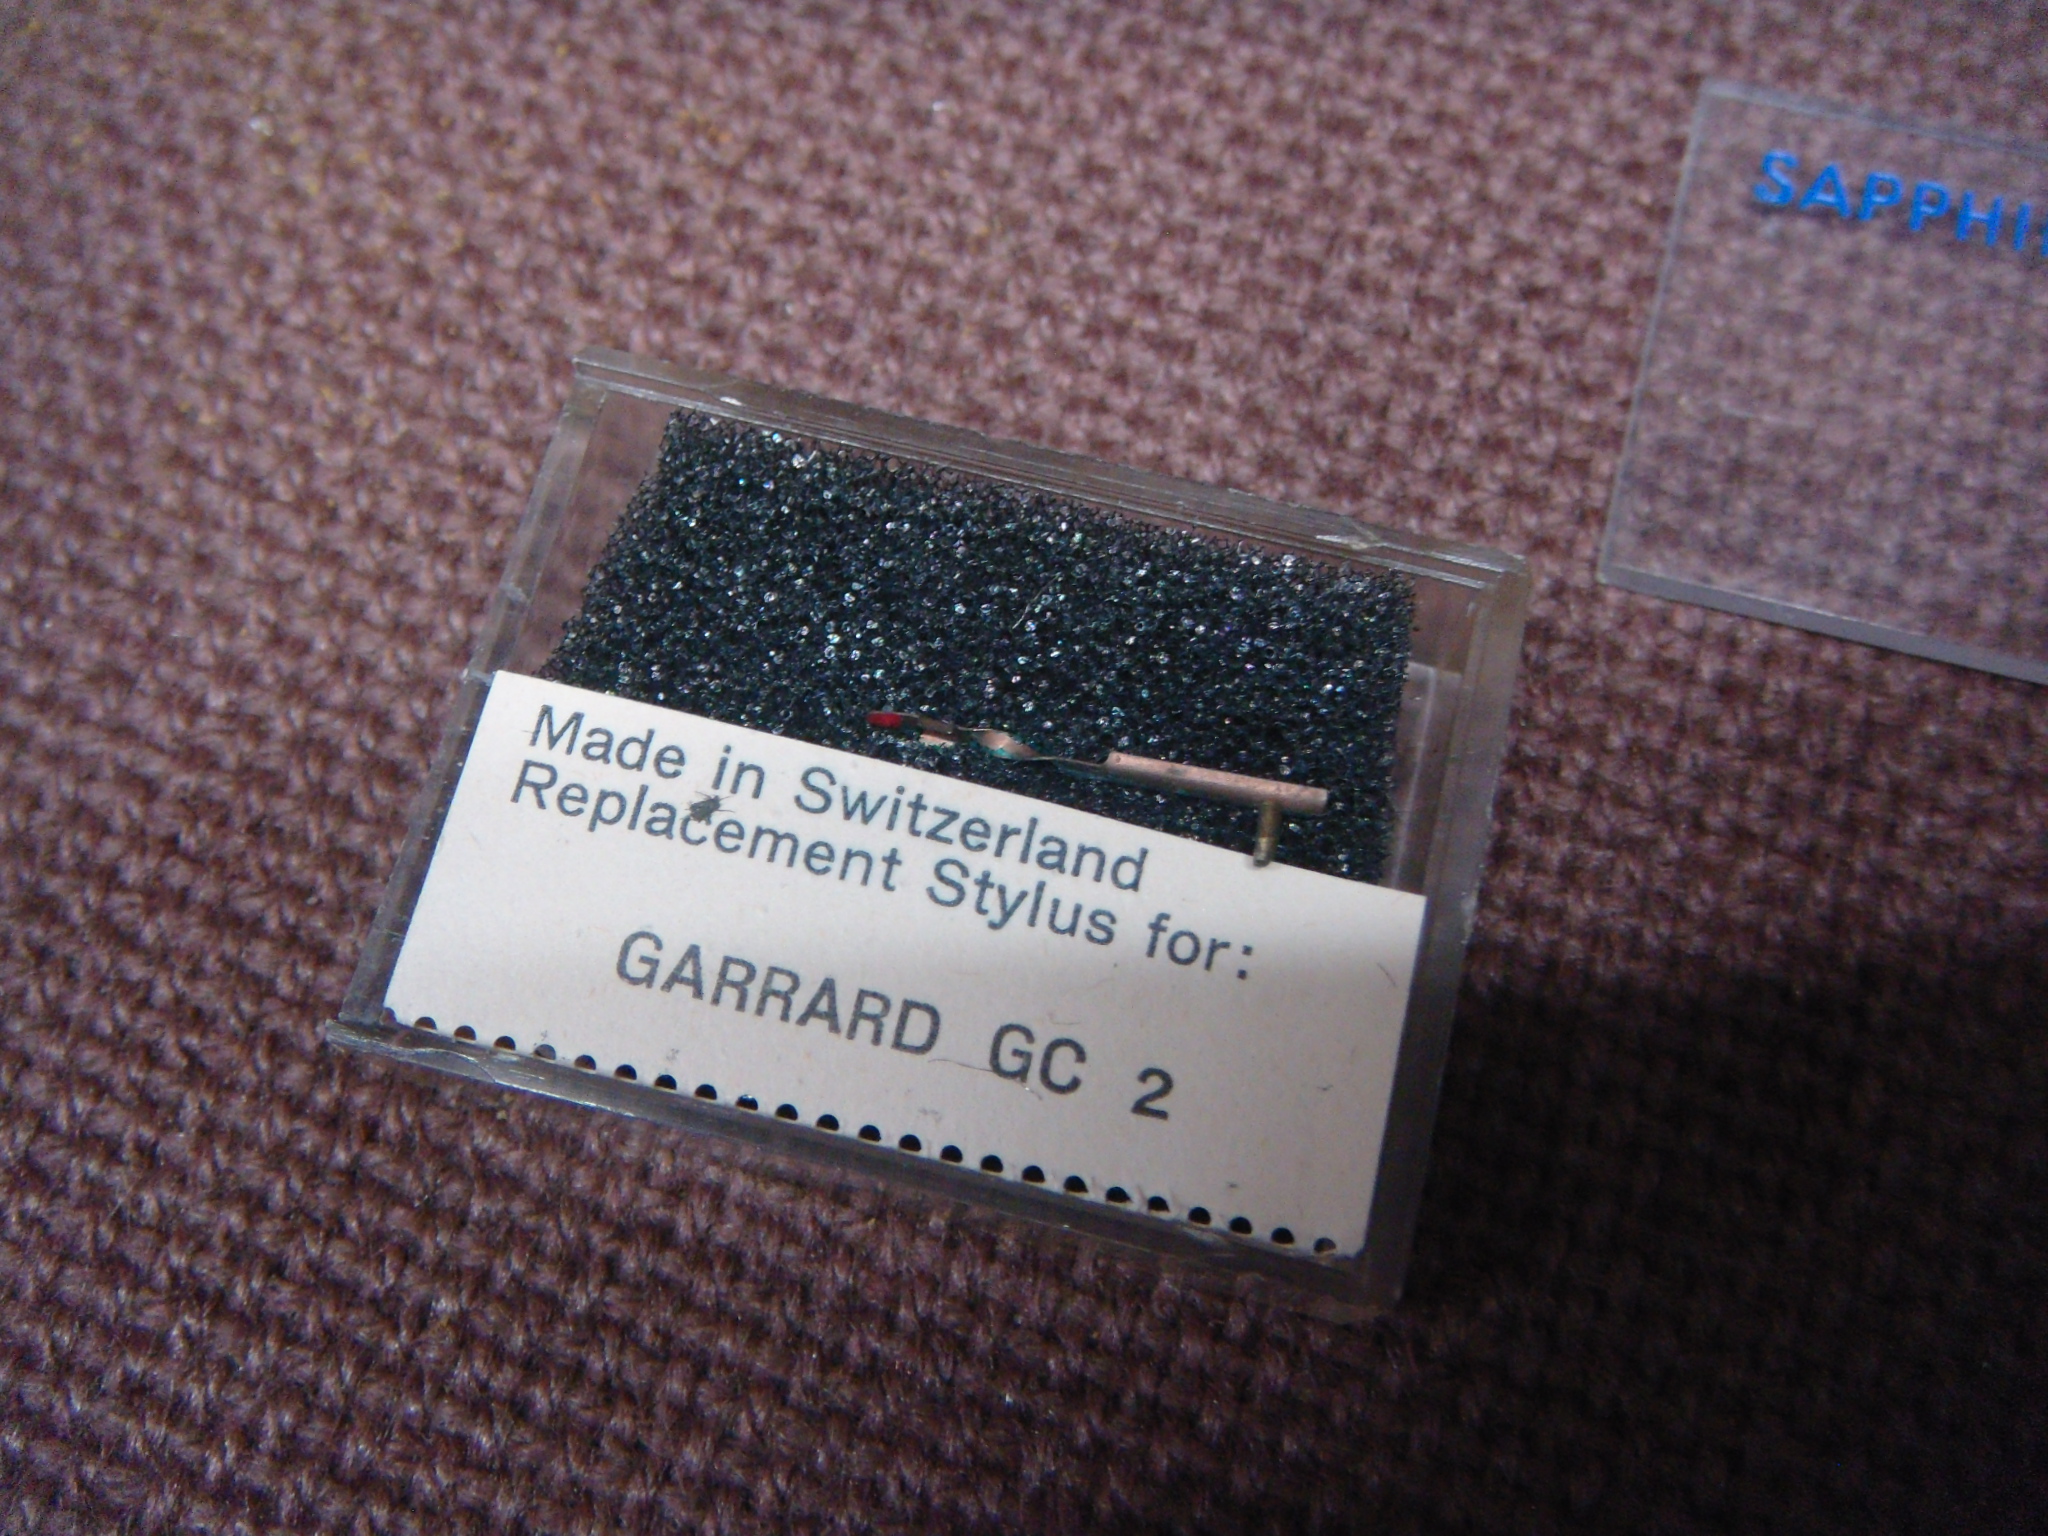 SAPPHI
Made in Switzerland
Replacement Stylus for:
GARRARD GC 2